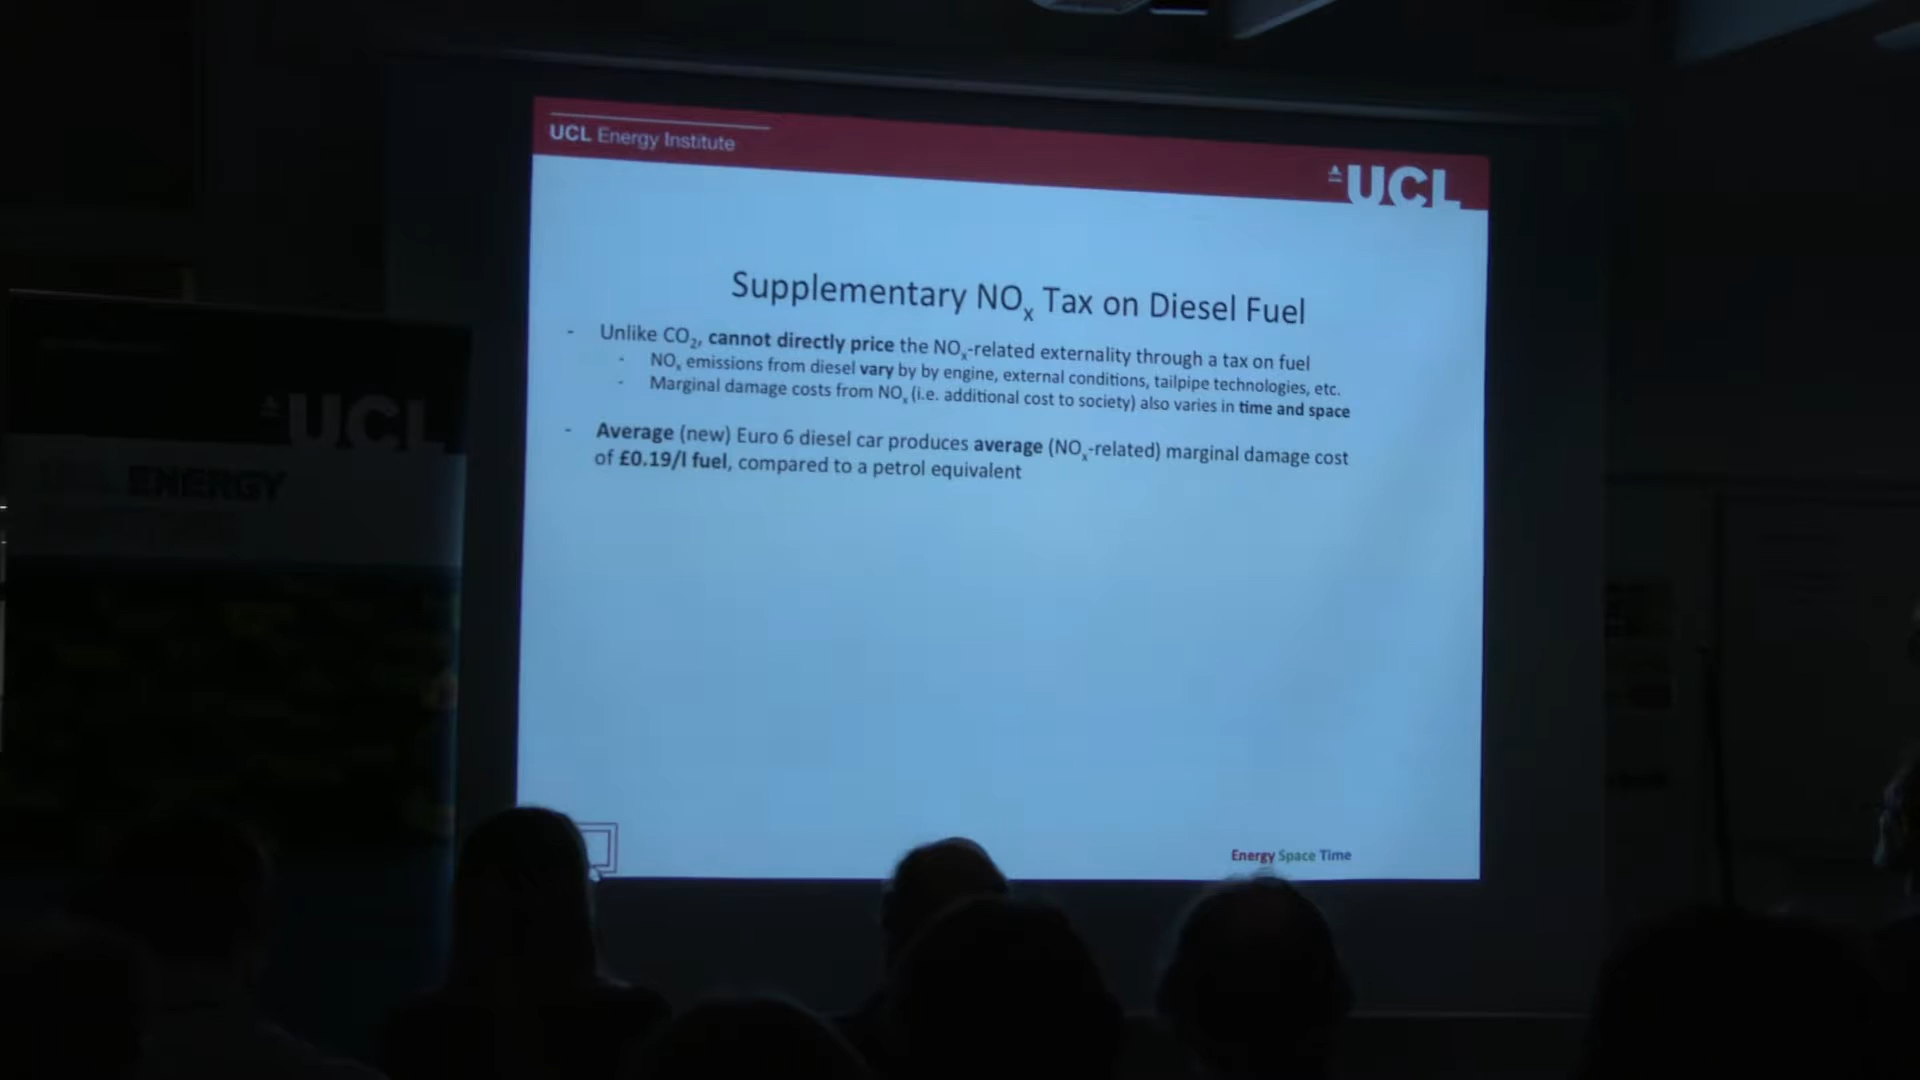 UCL Energy Institute
UCL
Supplementary NOx Tax on Diesel Fuel
- Unlike CO2, cannot directly price the NOx-related externality through a tax on fuel
- NOx emissions from diesel vary by by engine, external conditions, tailpipe technologies, etc.
- Marginal damage costs from NOx (i.e. additional cost to society) also varies in time and space
- Average (new) Euro 6 diesel car produces average (NOx-related) marginal damage cost
of £0.19/l fuel, compared to a petrol equivalent
Energy Space Time
UCL
ENERGY